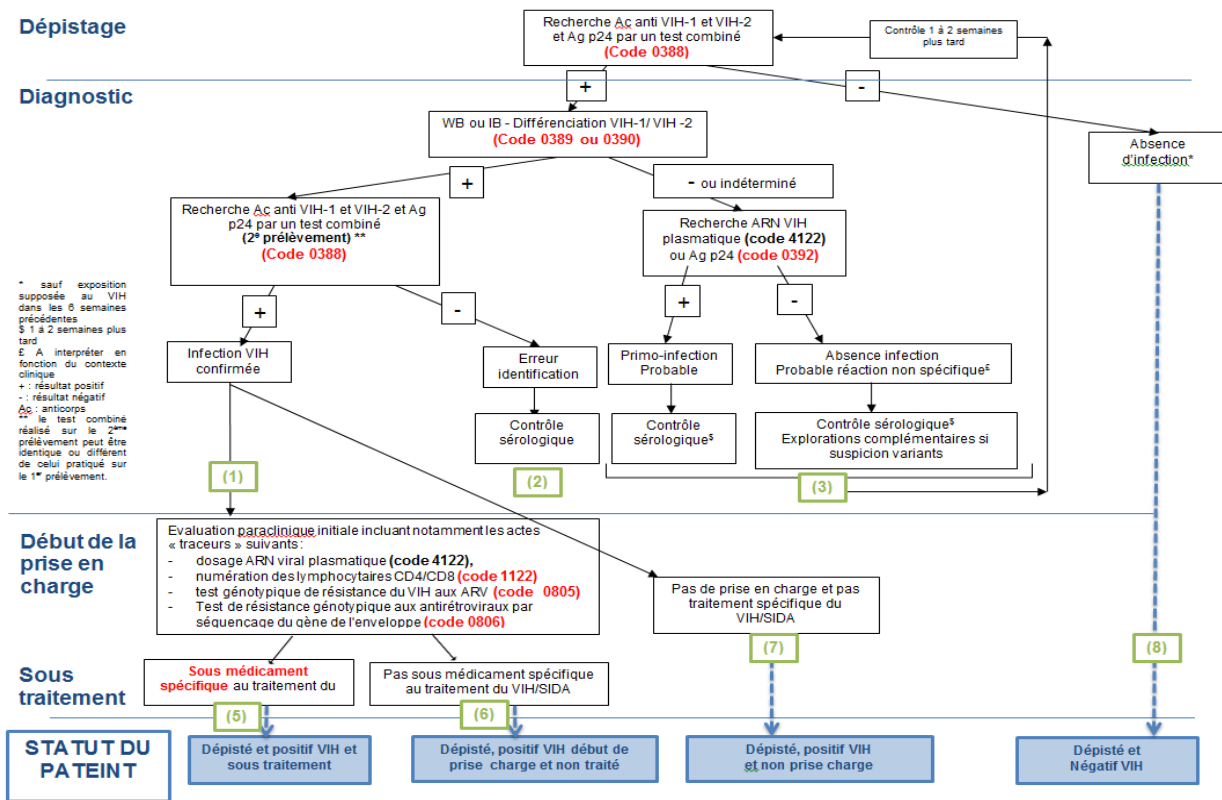 Dépistage
Recherche Ac anti VIH-1 et VIH-2
et Ag p24 par un test combiné
(Code 0388)
Contrôle 1 à 2 semaines
plus tard
Diagnostic
+
-
WB ou IB - Différenciation VIH-1/ VIH -2
(Code 0389 ou 0390)
Absence
d'infection*
+
- ou indéterminé
Recherche Ac anti VIH-1 et VIH-2 et Ag
p24 par un test combiné
(2e prélèvement) **
(Code 0388)
Recherche ARN VIH
plasmatique (code 4122)
ou Ag p24 (code 0392)
* sauf exposition
supposée au VIH
dans les 6 semaines
précédentes
$ 1 à 2 semaines plus
tard
£ A interpréter en
fonction du contexte
clinique
+ : résultat positif
- : résultat négatif
Ac : anticorps
** le test combiné
réalisé sur le 2ème
prélèvement peut être
identique ou différent
de celui pratiqué sur
le 1er prélèvement.
+
-
+
-
Infection VIH
confirmée
Erreur
identification
Primo-infection
Probable
Absence infection
Probable réaction non spécifique£
Contrôle
sérologique
Contrôle
sérologique$
Contrôle sérologique$
Explorations complémentaires si
suspicion variants
(1)
(2)
(3)
Début de la
prise en
charge
Evaluation paraclinique initiale incluant notamment les actes
« traceurs » suivants :
- dosage ARN viral plasmatique (code 4122),
- numération des lymphocytaires CD4/CD8 (code 1122)
- test génotypique de résistance du VIH aux ARV (code 0805)
- Test de résistance génotypique aux antirétroviraux par
séquençage du gène de l'enveloppe (code 0806)
Pas de prise en charge et pas
traitement spécifique du
VIH/SIDA
(7)
(8)
Sous
traitement
Sous médicament
spécifique au traitement du
Pas sous médicament spécifique
au traitement du VIH/SIDA
(5)
(6)
STATUT DU
PATEINT
Dépisté et positif VIH et
sous traitement
Dépisté, positif VIH début de
prise charge et non traité
Dépisté, positif VIH
et non prise charge
Dépisté et
Négatif VIH